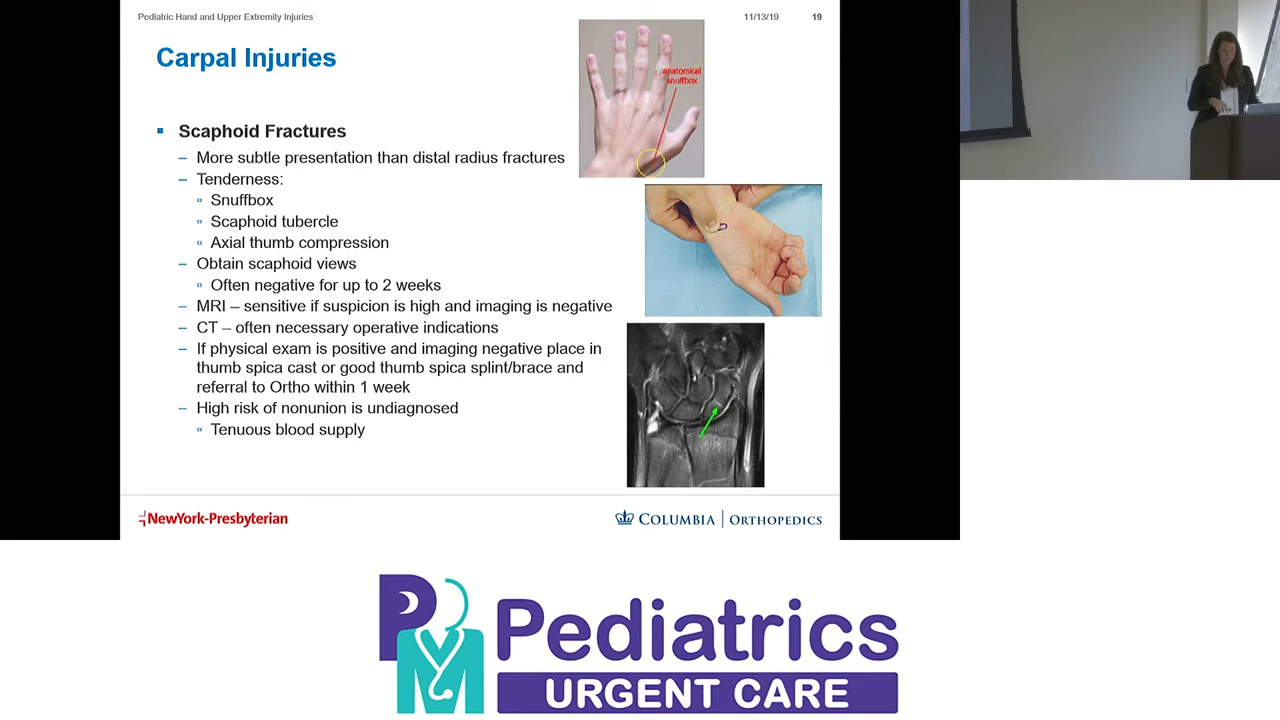 Pediatric Hand and Upper Extremity Injuries
11/13/19
19
Carpal Injuries
Scaphoid Fractures
– More subtle presentation than distal radius fractures
– Tenderness:
Snuffbox
Scaphoid tubercle
Axial thumb compression
– Obtain scaphoid views
Often negative for up to 2 weeks
– MRI – sensitive if suspicion is high and imaging is negative
– CT – often necessary operative indications
– If physical exam is positive and imaging negative place in
thumb spica cast or good thumb spica splint/brace and
referral to Ortho within 1 week
– High risk of nonunion is undiagnosed
Tenuous blood supply
anatomical
snuffbox
NewYork-Presbyterian
COLUMBIA | ORTHOPEDICS
PM Pediatrics
URGENT CARE